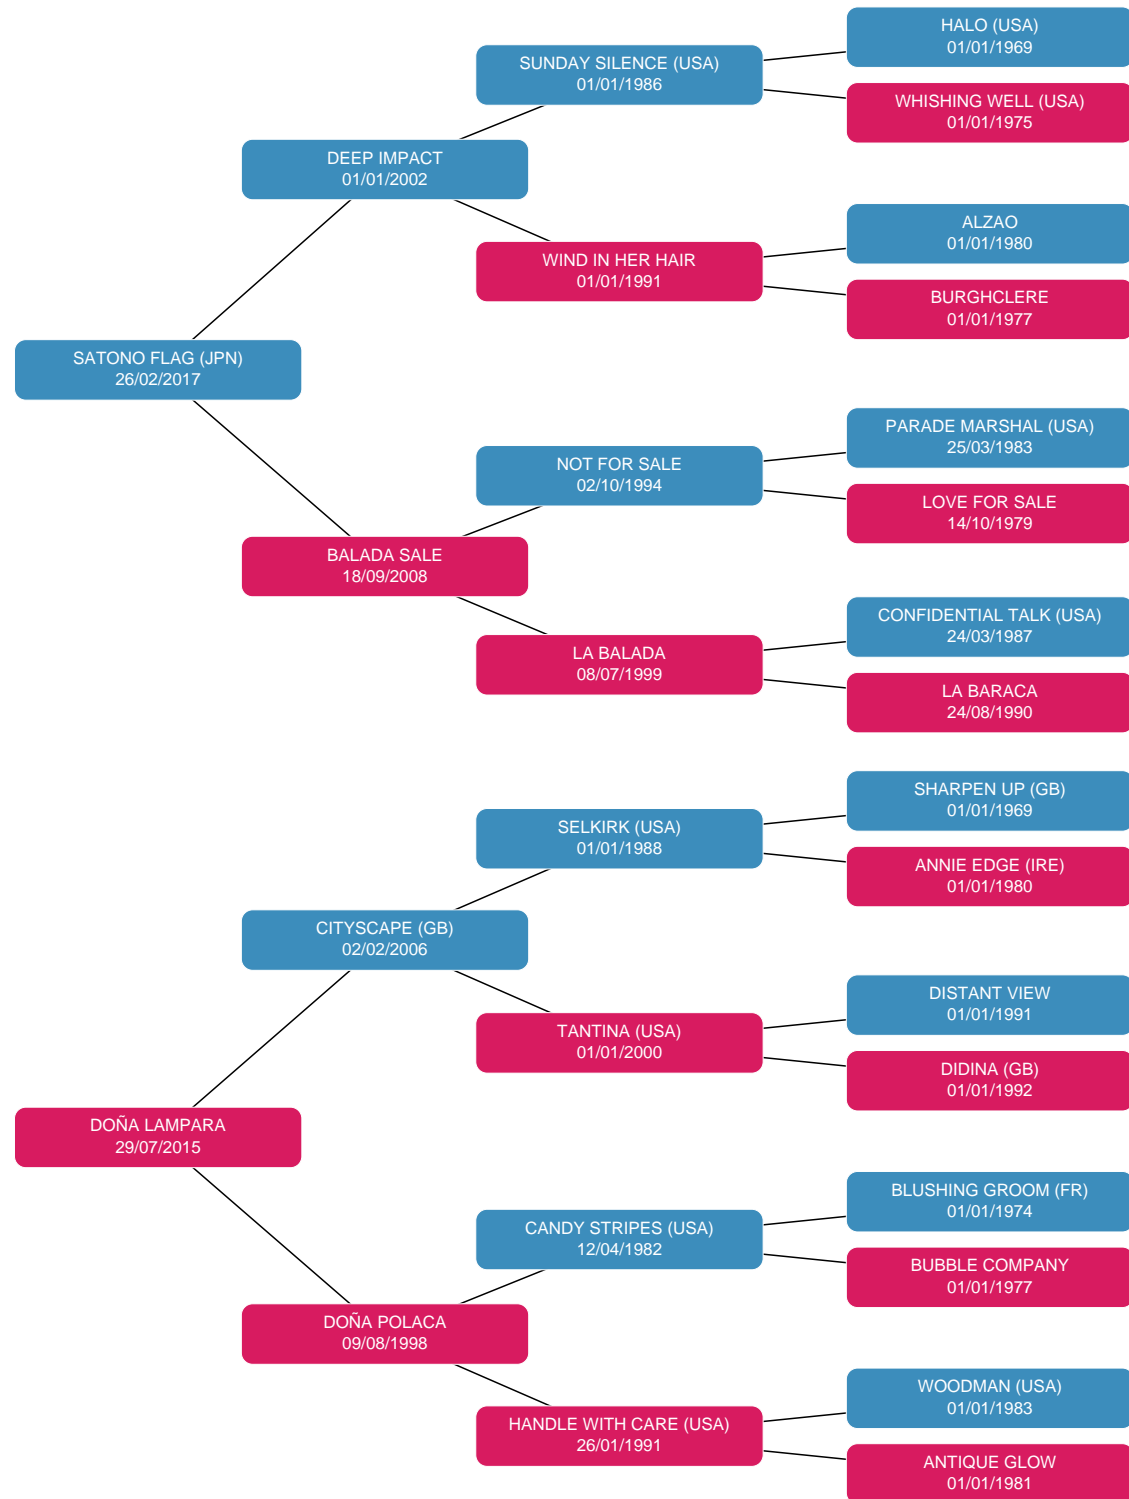 HALO (USA)
01/01/1969
SUNDAY SILENCE (USA)
01/01/1986
WHISHING WELL (USA)
01/01/1975
DEEP IMPACT
01/01/2002
ALZAO
01/01/1980
WIND IN HER HAIR
01/01/1991
BURGHCLERE
01/01/1977
SATONO FLAG (JPN)
26/02/2017
PARADE MARSHAL (USA)
25/03/1983
NOT FOR SALE
02/10/1994
LOVE FOR SALE
14/10/1979
BALADA SALE
18/09/2008
CONFIDENTIAL TALK (USA)
24/03/1987
LA BALADA
08/07/1999
LA BARACA
24/08/1990
SHARPEN UP (GB)
01/01/1969
SELKIRK (USA)
01/01/1988
ANNIE EDGE (IRE)
01/01/1980
CITYSCAPE (GB)
02/02/2006
DISTANT VIEW
01/01/1991
TANTINA (USA)
01/01/2000
DIDINA (GB)
01/01/1992
DOÑA LAMPARA
29/07/2015
BLUSHING GROOM (FR)
01/01/1974
CANDY STRIPES (USA)
12/04/1982
BUBBLE COMPANY
01/01/1977
DOÑA POLACA
09/08/1998
WOODMAN (USA)
01/01/1983
HANDLE WITH CARE (USA)
26/01/1991
ANTIQUE GLOW
01/01/1981